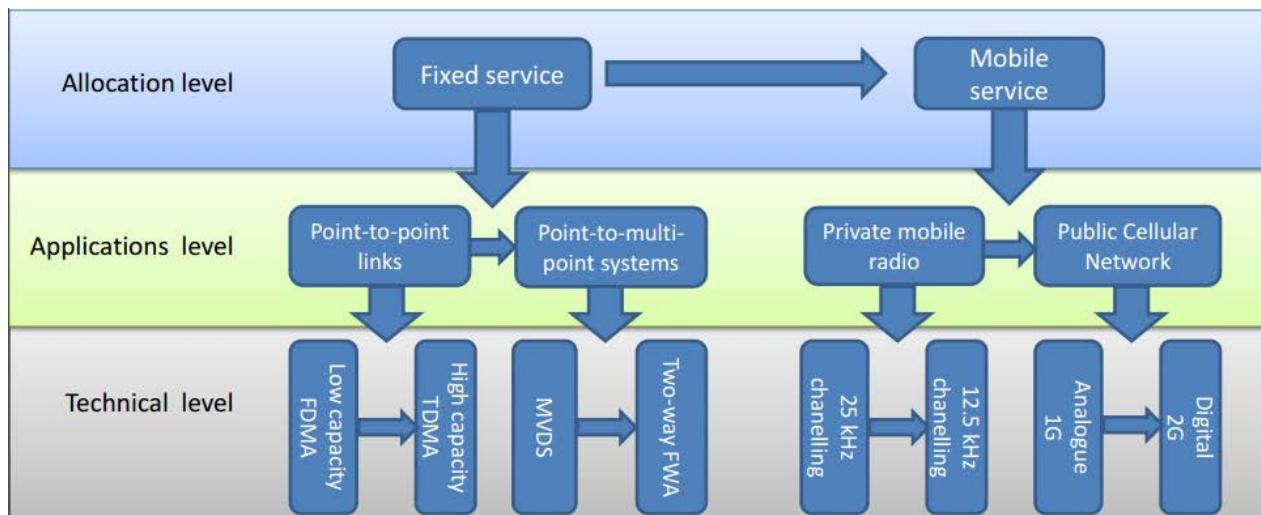 Allocation level
Fixed service
Mobile
service
Applications level
Point-to-point
links
Point-to-multi-
point systems
Private mobile
radio
Public Cellular
Network
Technical level
Low capacity
FDMA
High capacity
TDMA
MVDS
Two-way FWA
25 kHz
chanelling
12.5 kHz
chanelling
Analogue
1G
Digital
2G